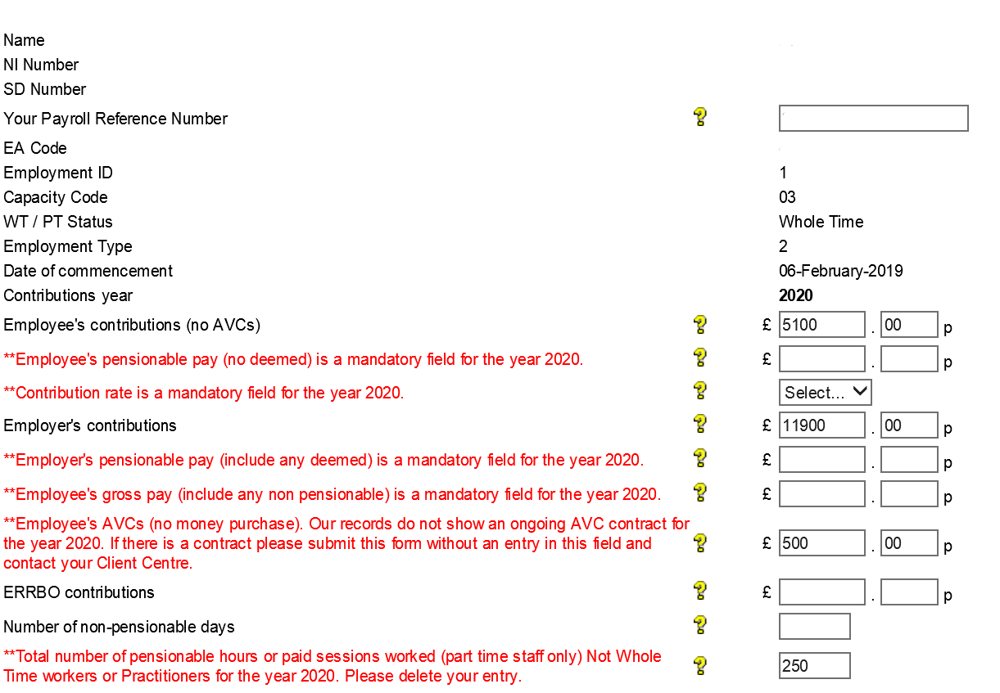 Name
NI Number
SD Number
Your Payroll Reference Number ?
EA Code
Employment ID 1
Capacity Code 03
WT / PT Status Whole Time
Employment Type 2
Date of commencement 06-February-2019
Contributions year 2020
Employee's contributions (no AVCs) ? £ 5100 . 00 p
**Employee's pensionable pay (no deemed) is a mandatory field for the year 2020. ? £ . p
**Contribution rate is a mandatory field for the year 2020. ? Select...
Employer's contributions ? £ 11900 . 00 p
**Employer's pensionable pay (include any deemed) is a mandatory field for the year 2020. ? £ . p
**Employee's gross pay (include any non pensionable) is a mandatory field for the year 2020. ? £ . p
**Employee's AVCs (no money purchase). Our records do not show an ongoing AVC contract for
the year 2020. If there is a contract please submit this form without an entry in this field and ? £ 500 . 00 p
contact your Client Centre.
ERRBO contributions ? £ . p
Number of non-pensionable days ?
**Total number of pensionable hours or paid sessions worked (part time staff only) Not Whole ? 250
Time workers or Practitioners for the year 2020. Please delete your entry.